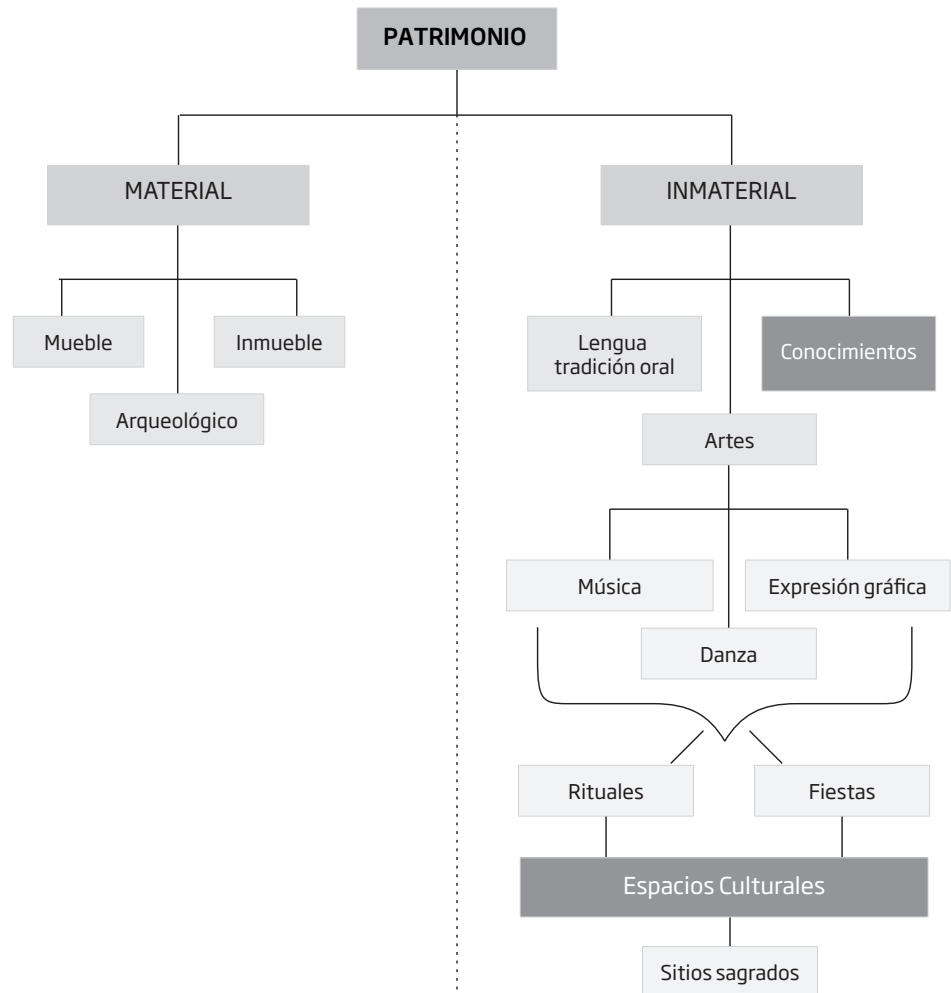 PATRIMONIO
MATERIAL
INMATERIAL
Mueble
Inmueble
Arqueológico
Lengua
tradición oral
Conocimientos
Artes
Música
Expresión gráfica
Danza
Rituales
Fiestas
Espacios Culturales
Sitios sagrados